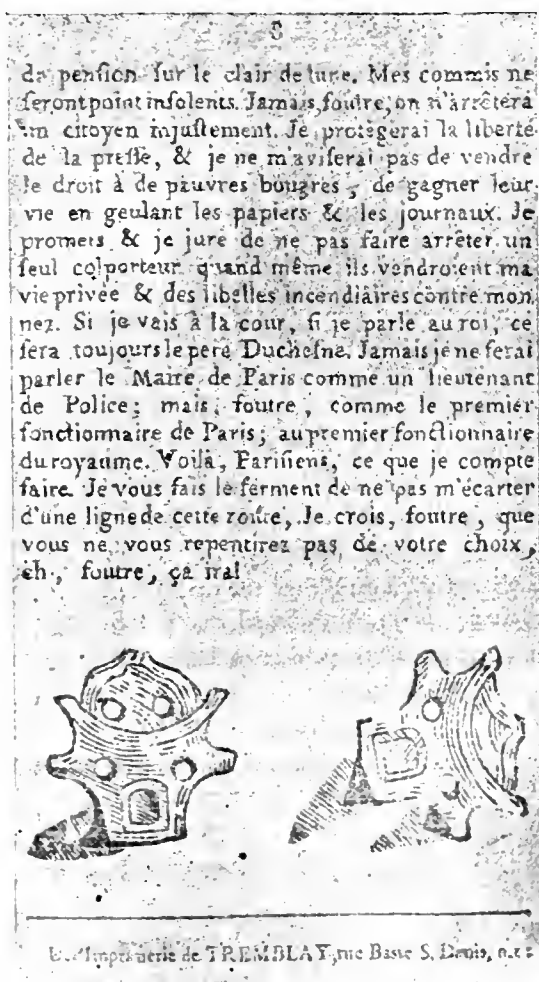 8
de penſion ſur le clair de lune. Mes commis ne
ſeront point inſolents. Jamais, foutre, on n'arrêtera
un citoyen injuſtement. Je protégerai la liberté
de la preſſe, & je ne m'aviſerai pas de vendre
le droit à de pauvres bougres, de gagner leur
vie en geulant les papiers & les journaux. Je
promets & je jure de ne pas faire arrêter un
ſeul colporteur quand même ils vendroient ma
vie privée & des libelles incendiaires contre mon
nez. Si je vais à la cour, ſi je parle au roi, ce
ſera toujours le pere Ducheſne. Jamais je ne ferai
parler le Maire de Paris comme un lieutenant
de Police; mais, foutre, comme le premier
fonctionnaire de Paris; au premier fonctionnaire
du royaume. Voilà, Pariſiens, ce que je compte
faire. Je vous fais le ſerment de ne pas m'écarter
d'une ligne de cette route, Je crois, foutre, que
vous ne vous repentirez pas de votre choix,
eh, foutre, ça ira!
Imprimerie de TREMBLAY, rue Baſſe S. Denis,